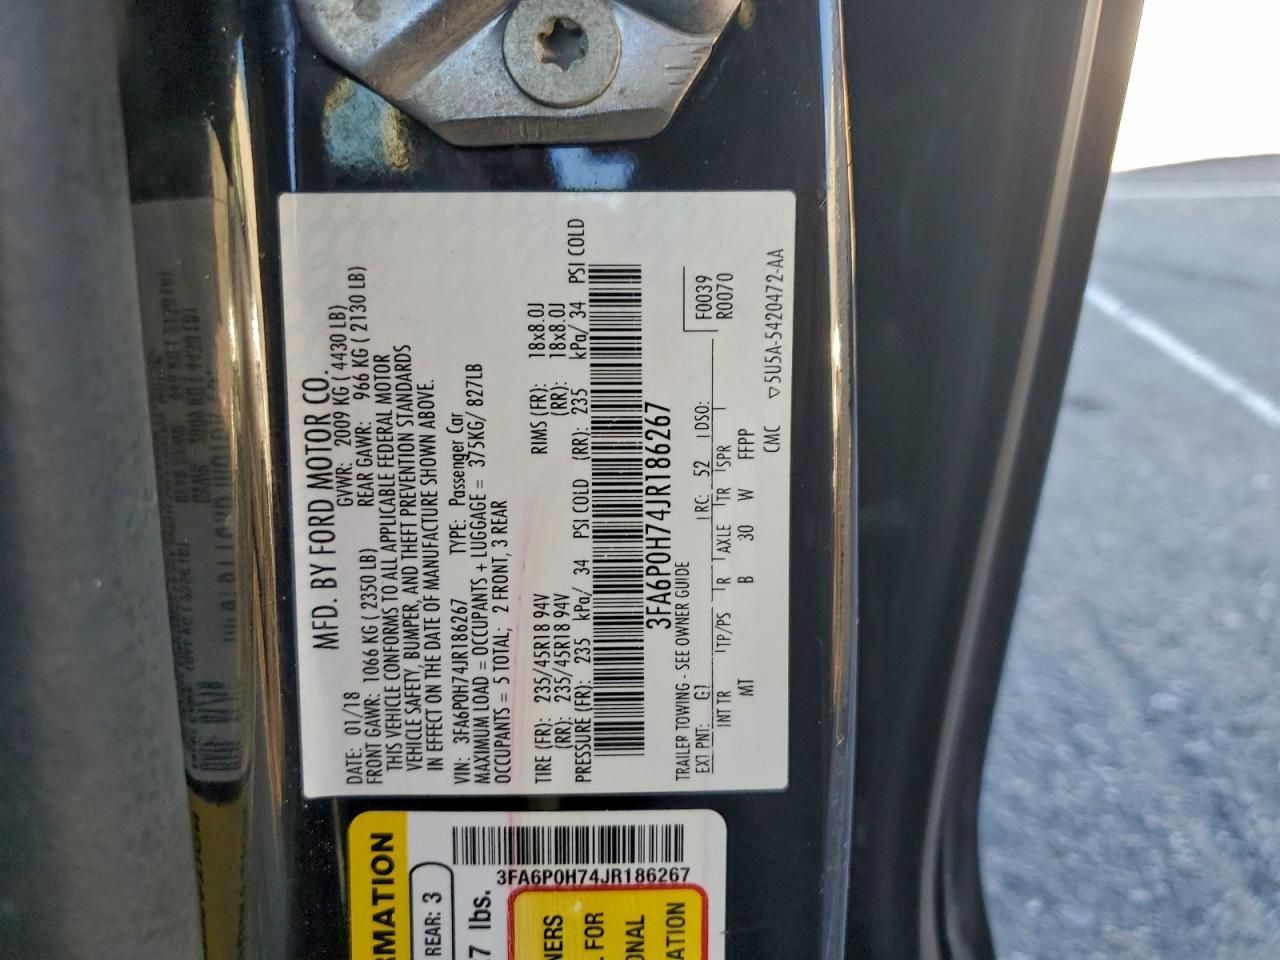 MFD. BY FORD MOTOR CO.
DATE: 01/18 GVWR: 2009 KG ( 4430 LB)
FRONT GAWR: 1066 KG ( 2350 LB) REAR GAWR: 966 KG ( 2130 LB)
THIS VEHICLE CONFORMS TO ALL APPLICABLE FEDERAL MOTOR
VEHICLE SAFETY, BUMPER, AND THEFT PREVENTION STANDARDS
IN EFFECT ON THE DATE OF MANUFACTURE SHOWN ABOVE.
VIN: 3FA6P0H74JR186267 TYPE: Passenger Car
MAXIMUM LOAD = OCCUPANTS + LUGGAGE = 375KG/ 827LB
OCCUPANTS = 5 TOTAL; 2 FRONT, 3 REAR
TIRE (FR): 235/45R18 94V RIMS (FR): 18x8.0J
(RR): 235/45R18 94V (RR): 18x8.0J
PRESSURE (FR): 235 kPa/ 34 PSI COLD (RR): 235 kPa/ 34 PSI COLD
3FA6P0H74JR186267
TRAILER TOWING - SEE OWNER GUIDE
EXT PNT: G1 RC: 52 DSO: F0039
INT TR TP/PS R AXLE TR SPR R0070
MT B 30 W FFPP
CMC ▽5U5A-5420472-AA
RMATION
REAR: 3
7 lbs.
3FA6P0H74JR186267
NERS
L FOR
ONAL
ATION